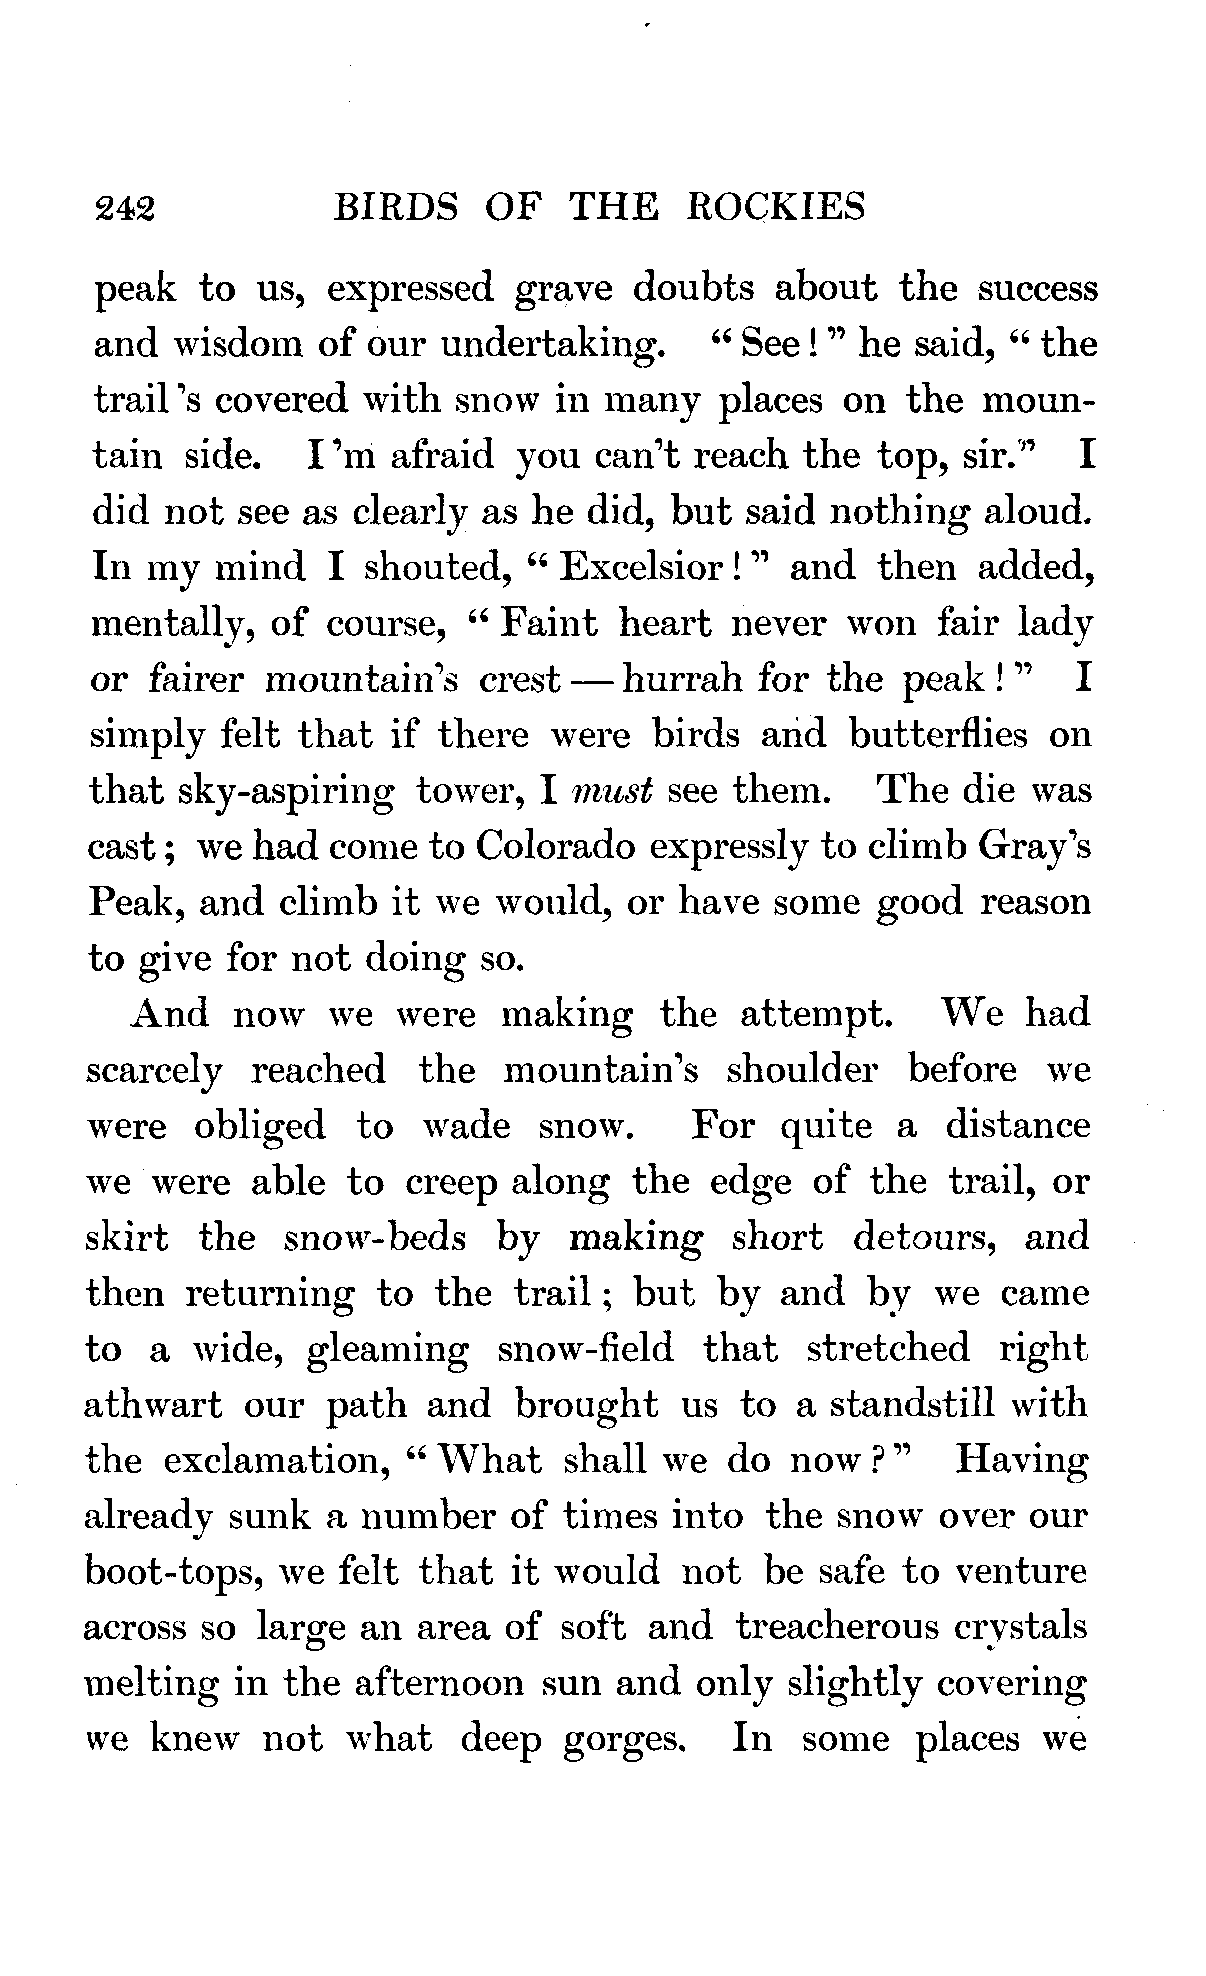 242 BIRDS OF THE ROCKIES
peak to us, expressed grave doubts about the success
and wisdom of our undertaking. “ See ! ” he said, “ the
trail ’s covered with snow in many places on the moun-
tain side. I ’m afraid you can’t reach the top, sir.” I
did not see as clearly as he did, but said nothing aloud.
In my mind I shouted, “ Excelsior ! ” and then added,
mentally, of course, “ Faint heart never won fair lady
or fairer mountain’s crest — hurrah for the peak ! ” I
simply felt that if there were birds and butterflies on
that sky-aspiring tower, I must see them. The die was
cast ; we had come to Colorado expressly to climb Gray’s
Peak, and climb it we would, or have some good reason
to give for not doing so.
And now we were making the attempt. We had
scarcely reached the mountain’s shoulder before we
were obliged to wade snow. For quite a distance
we were able to creep along the edge of the trail, or
skirt the snow-beds by making short detours, and
then returning to the trail ; but by and by we came
to a wide, gleaming snow-field that stretched right
athwart our path and brought us to a standstill with
the exclamation, “ What shall we do now ? ” Having
already sunk a number of times into the snow over our
boot-tops, we felt that it would not be safe to venture
across so large an area of soft and treacherous crystals
melting in the afternoon sun and only slightly covering
we knew not what deep gorges. In some places we